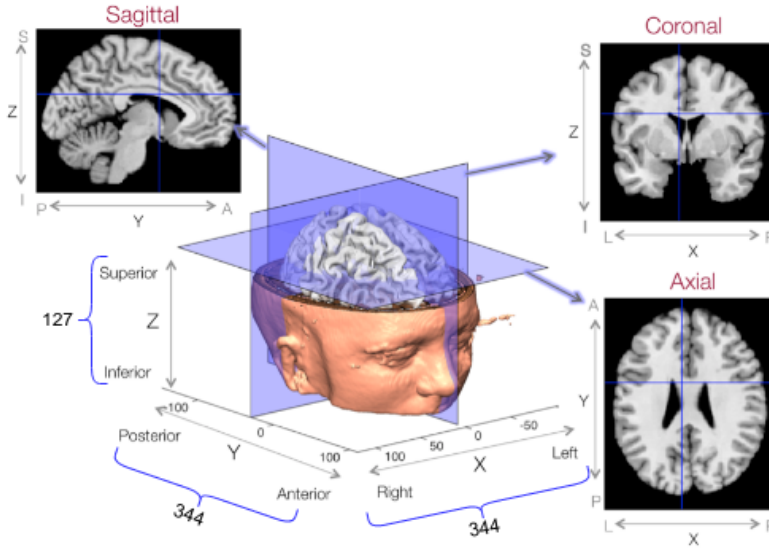 Sagittal
S
Z
I
P
A
Y
Coronal
S
Z
I
L
X
Axial
A
Y
P
L
X
Superior
127
Z
Inferior
-100
0
100
Posterior
Y
Anterior
344
100
50
0
-50
X
Left
Right
344